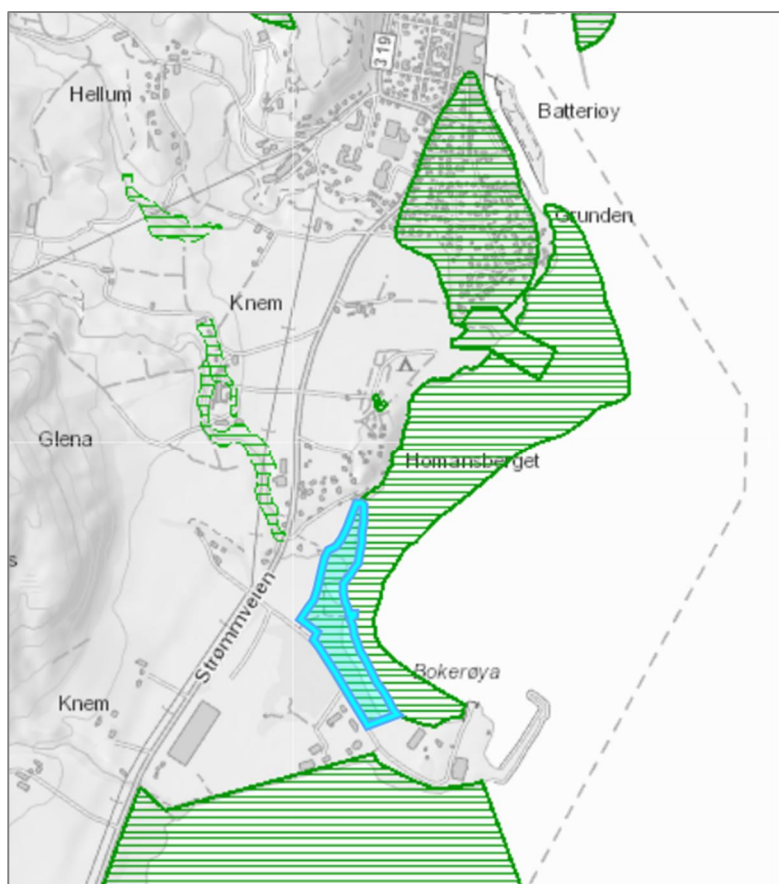 319
Hellum
Batteriøy
Grunden
Knem
Glena
Homansberget
s
Strømmveien
Bokerøya
Knem